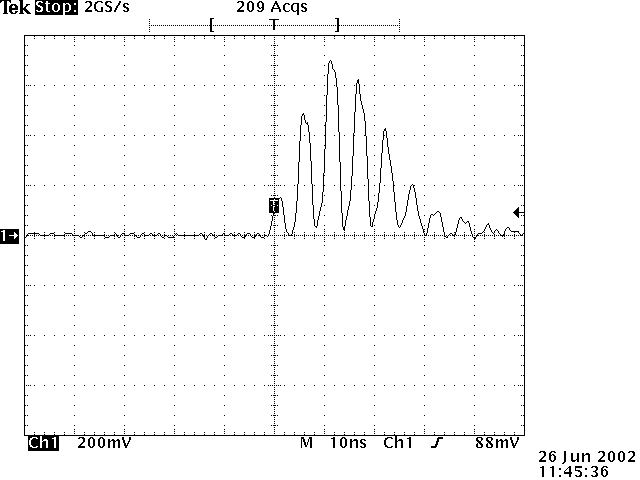 Tek Stop: 2GS/s 209 Acqs
[ T ]
T
1→
Ch1 200mV M 10ns Ch1 88mV
26 Jun 2002
11:45:36